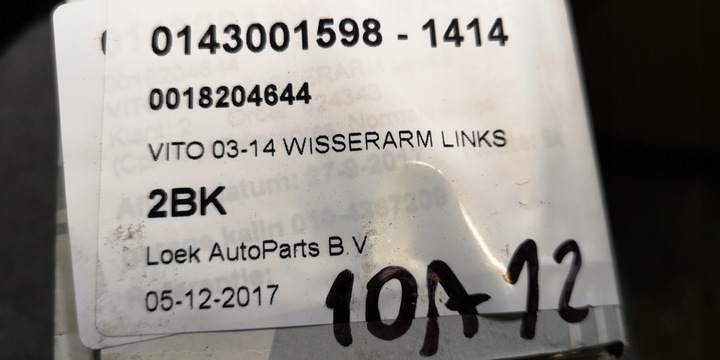 0143001598 - 1414
0018204644
VITO 03-14 WISSERARM LINKS
2BK
Loek AutoParts B.V
05-12-2017
10A12